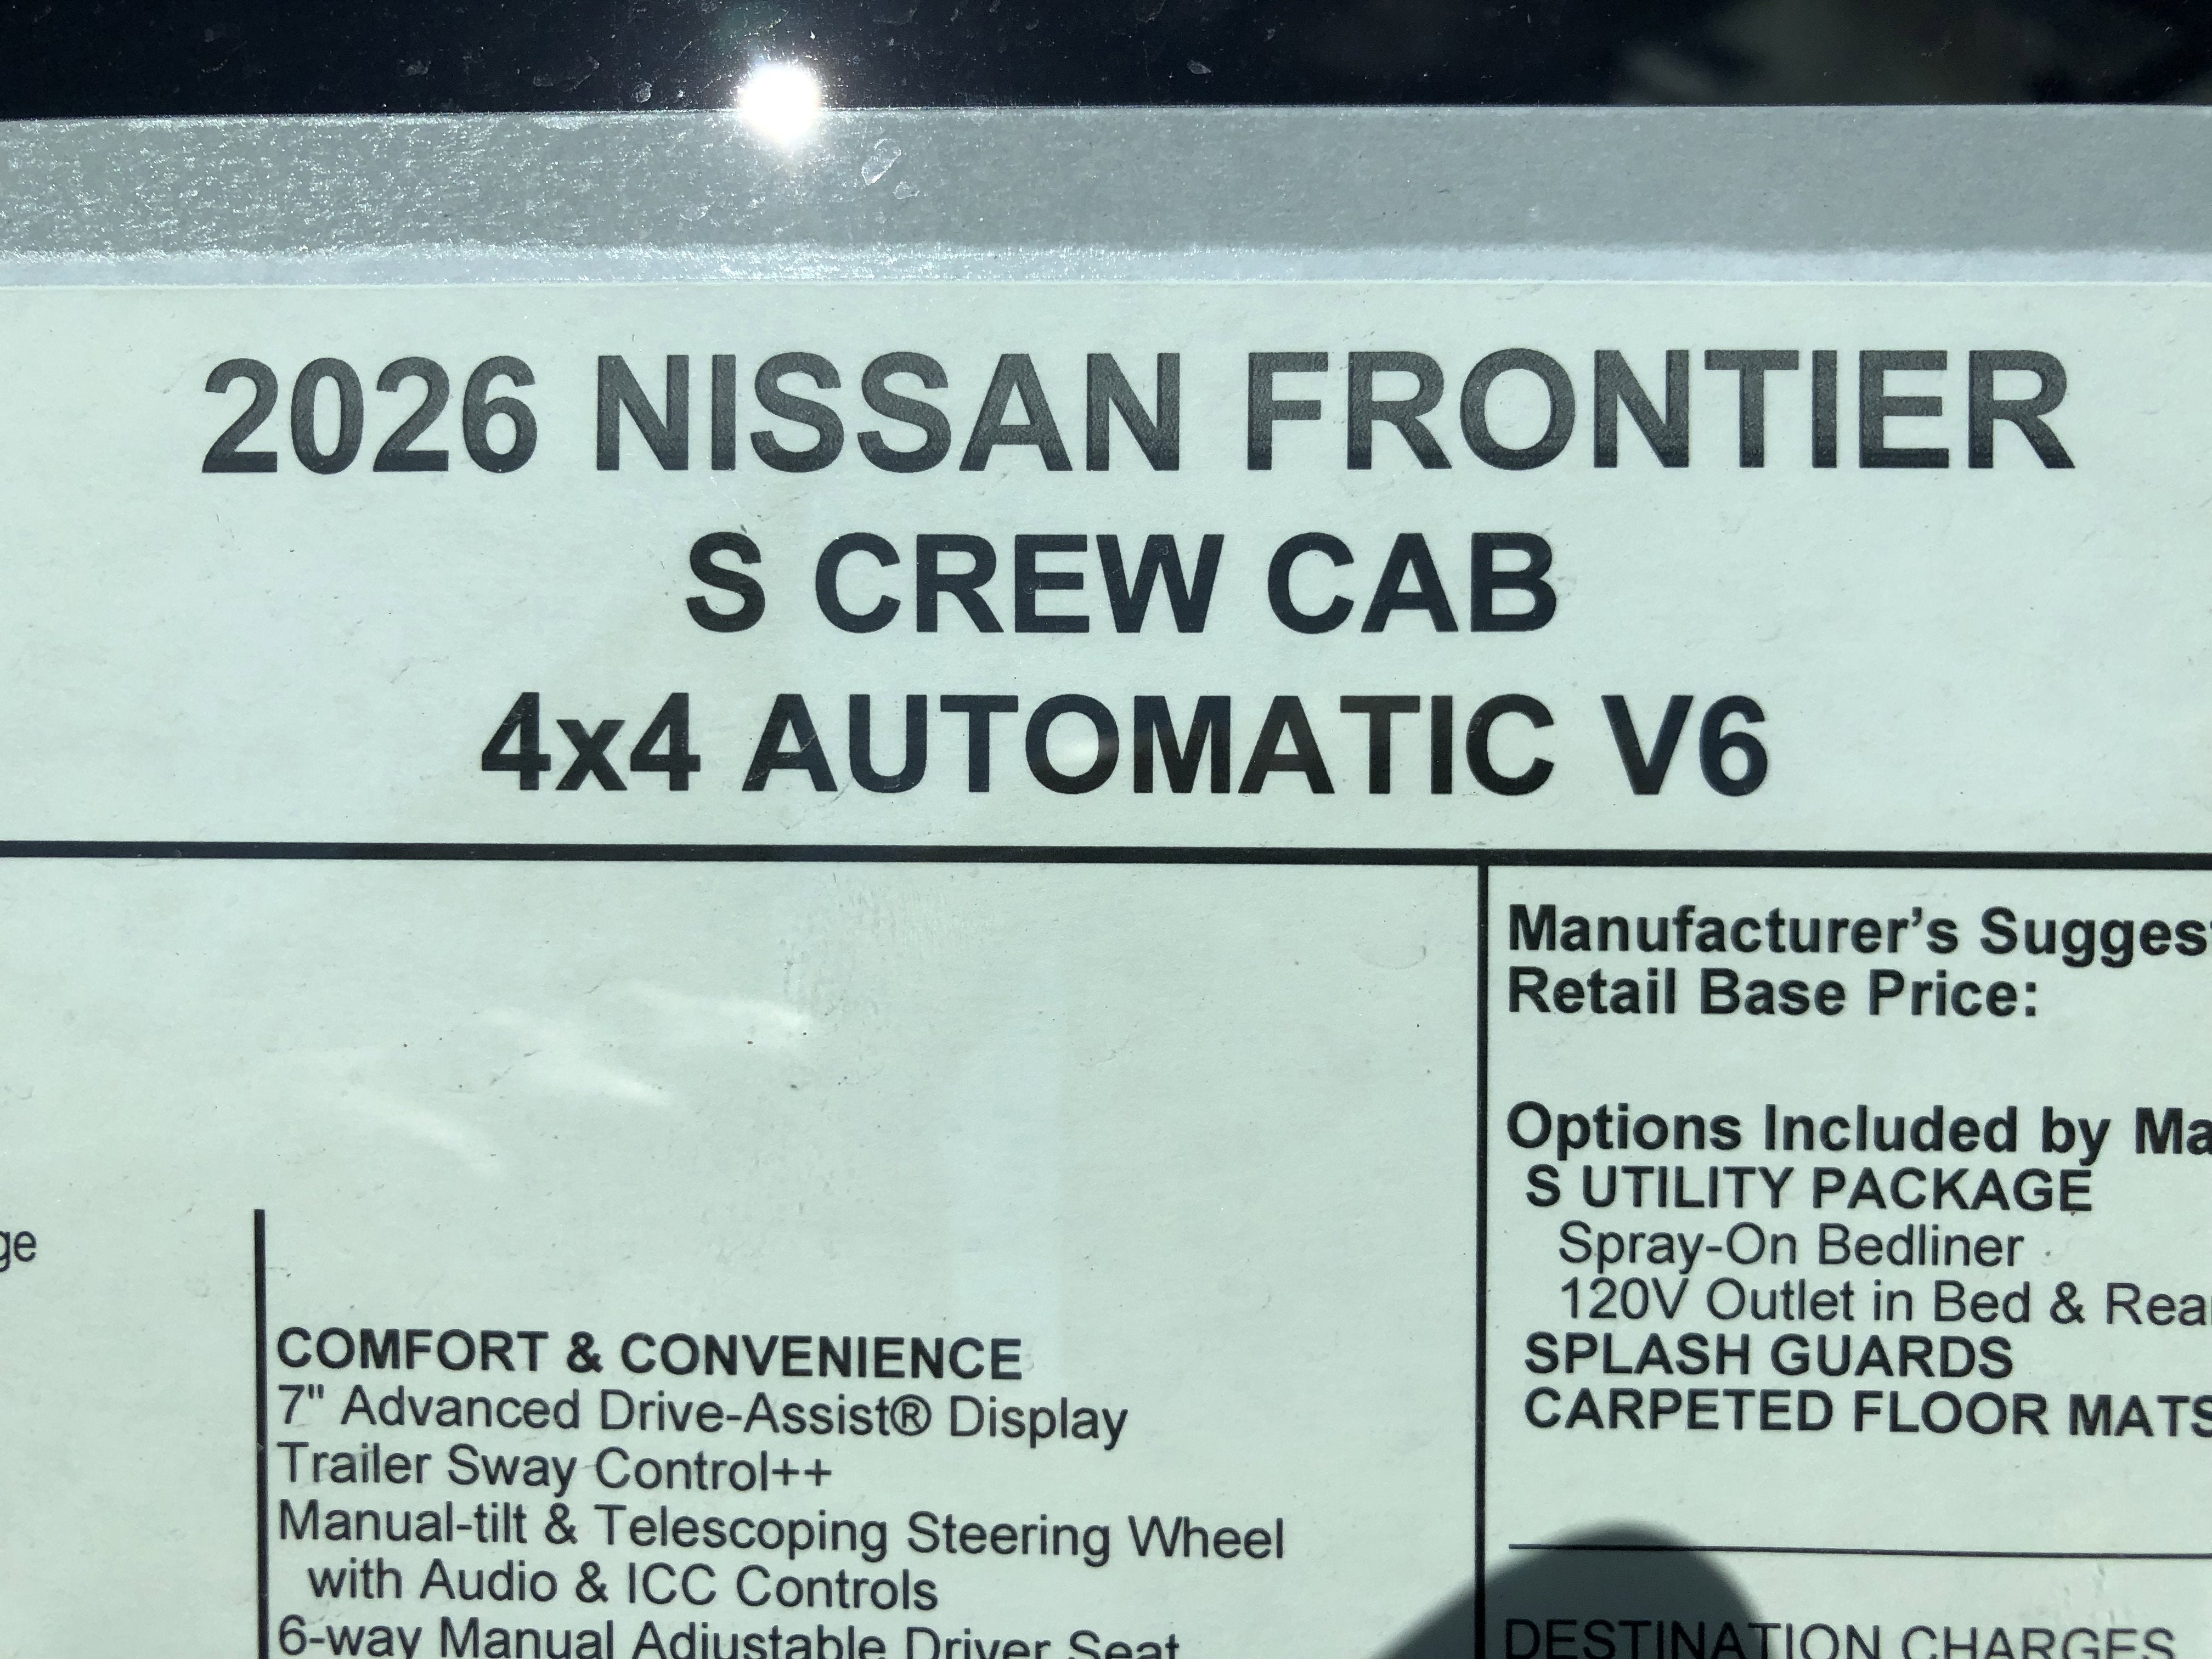 2026 NISSAN FRONTIER
S CREW CAB
4x4 AUTOMATIC V6
ge
COMFORT & CONVENIENCE
7" Advanced Drive-Assist® Display
Trailer Sway Control++
Manual-tilt & Telescoping Steering Wheel
with Audio & ICC Controls
6-way Manual Adjustable Driver Seat
Manufacturer's Sugges
Retail Base Price:
Options Included by Ma
S UTILITY PACKAGE
Spray-On Bedliner
120V Outlet in Bed & Rea
SPLASH GUARDS
CARPETED FLOOR MATS
DESTINATION CHARGES